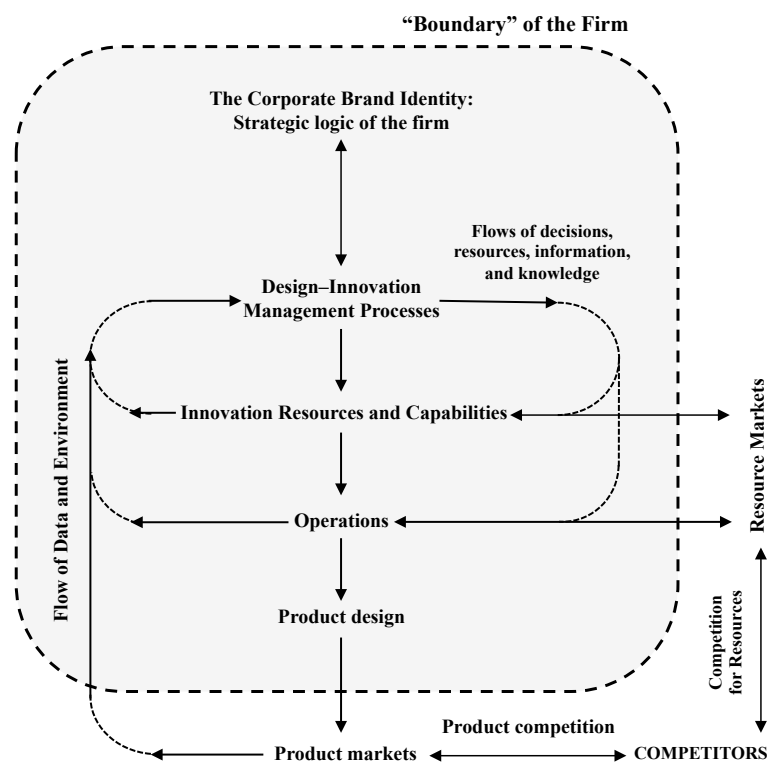 “Boundary” of the Firm
The Corporate Brand Identity:
Strategic logic of the firm
Flows of decisions,
resources, information,
and knowledge
Design–Innovation
Management Processes
Flow of Data and Environment
Innovation Resources and Capabilities
Resource Markets
Operations
Product design
Competition
for Resources
Product competition
Product markets
COMPETITORS